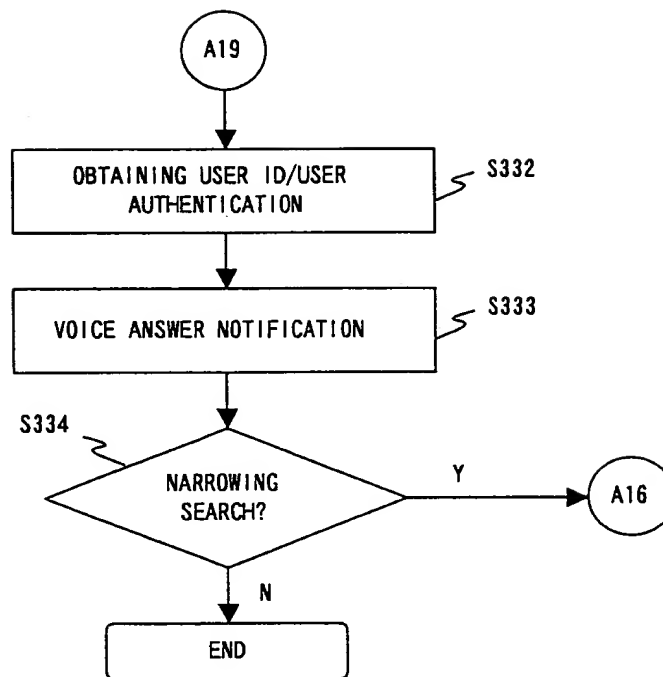 A19
OBTAINING USER ID/USER
AUTHENTICATION
S332
VOICE ANSWER NOTIFICATION
S333
S334
NARROWING
SEARCH?
Y
A16
N
END